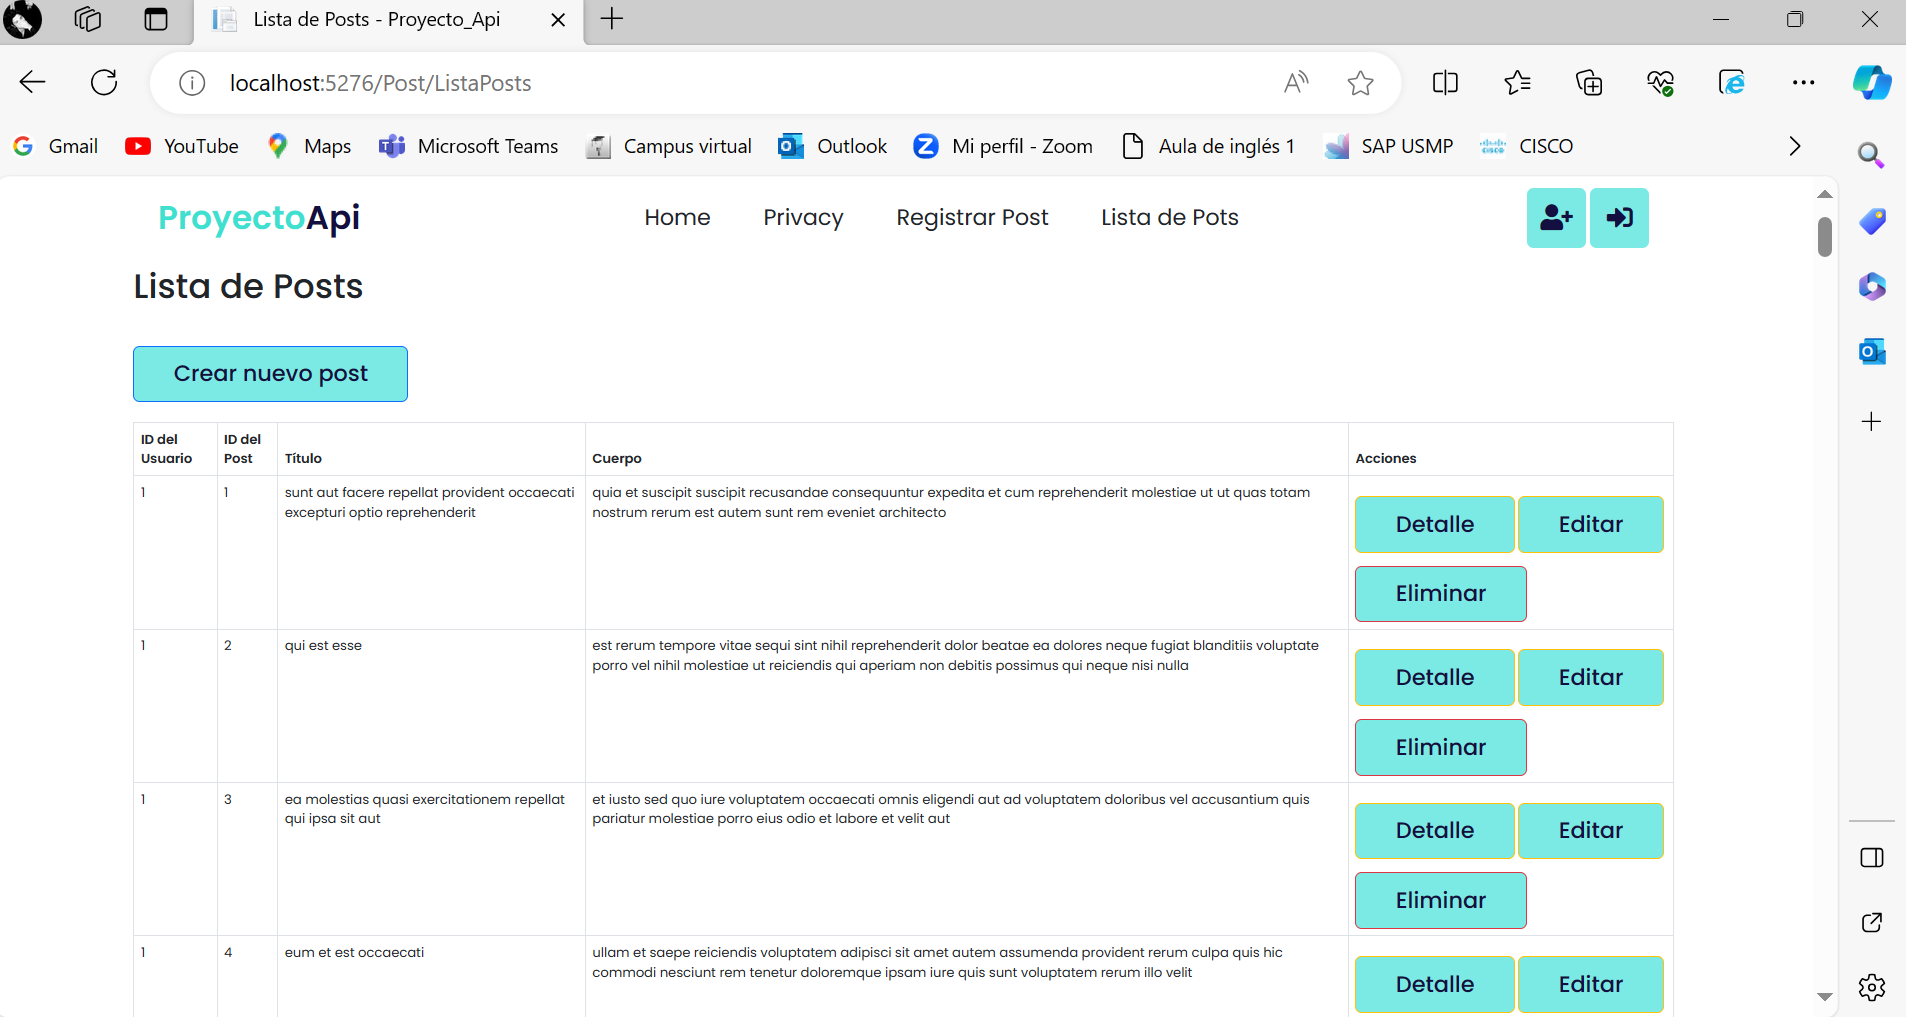 Lista de Posts - Proyecto_Api
localhost:5276/Post/ListaPosts
Gmail YouTube Maps Microsoft Teams Campus virtual Outlook Mi perfil - Zoom Aula de inglés 1 SAP USMP CISCO
ProyectoApi Home Privacy Registrar Post Lista de Pots
Lista de Posts
Crear nuevo post
ID del Usuario ID del Post Título Cuerpo Acciones
1 1 sunt aut facere repellat provident occaecati quia et suscipit suscipit recusandae consequuntur expedita et cum reprehenderit molestiae ut ut quas totam
excepturi optio reprehenderit nostrum rerum est autem sunt rem eveniet architecto
Detalle Editar
Eliminar
1 2 qui est esse est rerum tempore vitae sequi sint nihil reprehenderit dolor beatae ea dolores neque fugiat blanditiis voluptate
porro vel nihil molestiae ut reiciendis qui aperiam non debitis possimus qui neque nisi nulla
Detalle Editar
Eliminar
1 3 ea molestias quasi exercitationem repellat et iusto sed quo iure voluptatem occaecati omnis eligendi aut ad voluptatem doloribus vel accusantium quis
qui ipsa sit aut pariatur molestiae porro eius odio et labore et velit aut
Detalle Editar
Eliminar
1 4 eum et est occaecati ullam et saepe reiciendis voluptatem adipisci sit amet autem assumenda provident rerum culpa quis hic
commodi nesciunt rem tenetur doloremque ipsam iure quis sunt voluptatem rerum illo velit
Detalle Editar